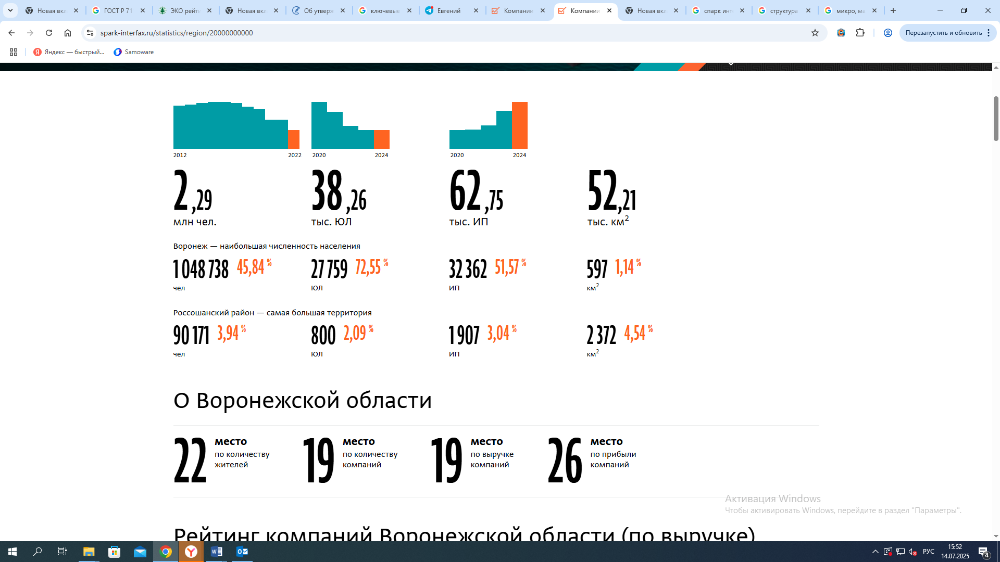 Новая вкл
ГОСТ Р 71
ЭКО рейти
Новая вкл
Об утверж
ключевые
Евгений
Компании
Компании
Новая вкл
спарк инт
структура
микро, ма
spark-interfax.ru/statistics/region/20000000000
Перезапустить и обновить
Яндекс — быстрый...
Samoware
2012 2022
2020 2024
2020 2024
2,29
млн чел.
38,26
тыс. ЮЛ
62,75
тыс. ИП
52,21
тыс. км²
Воронеж — наибольшая численность населения
1 048 738 45,84 %
чел
27 759 72,55 %
ЮЛ
32 362 51,57 %
ИП
597 1,14 %
км²
Россошанский район — самая большая территория
90 171 3,94 %
чел
800 2,09 %
ЮЛ
1 907 3,04 %
ИП
2 372 4,54 %
км²
О Воронежской области
22 место
по количеству
жителей
19 место
по количеству
компаний
19 место
по выручке
компаний
26 место
по прибыли
компаний
Активация Windows
Чтобы активировать Windows, перейдите в раздел "Параметры".
Рейтинг компаний Воронежской области (по выручке)
РУС
15:52
14.07.2025
4